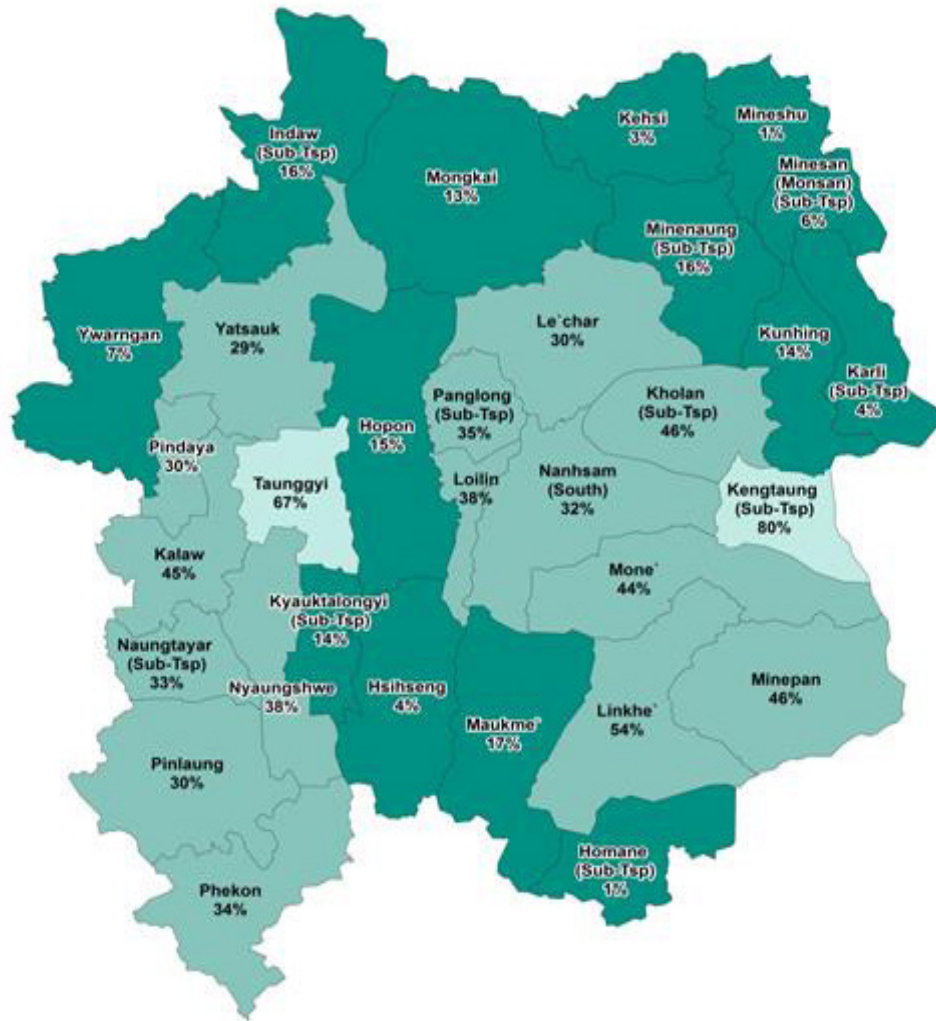 Indaw
(Sub-Tsp)
16%
Mongkai
13%
Kehsi
3%
Mineshu
1%
Minesan
(Monsan)
(Sub-Tsp)
6%
Minenaung
(Sub-Tsp)
16%
Ywarngan
7%
Yatsauk
29%
Le`char
30%
Kunhing
14%
Karli
(Sub-Tsp)
4%
Hopon
15%
Panglong
(Sub-Tsp)
35%
Kholan
(Sub-Tsp)
46%
Pindaya
30%
Taunggyi
67%
Loilin
38%
Nanhsam
(South)
32%
Kengtaung
(Sub-Tsp)
80%
Kalaw
45%
Mone`
44%
Kyauktalongyi
(Sub-Tsp)
14%
Naungtayar
(Sub-Tsp)
33%
Nyaungshwe
38%
Hsihseng
4%
Maukme`
17%
Linkhe`
54%
Minepan
46%
Pinlaung
30%
Homane
(Sub-Tsp)
1%
Phekon
34%